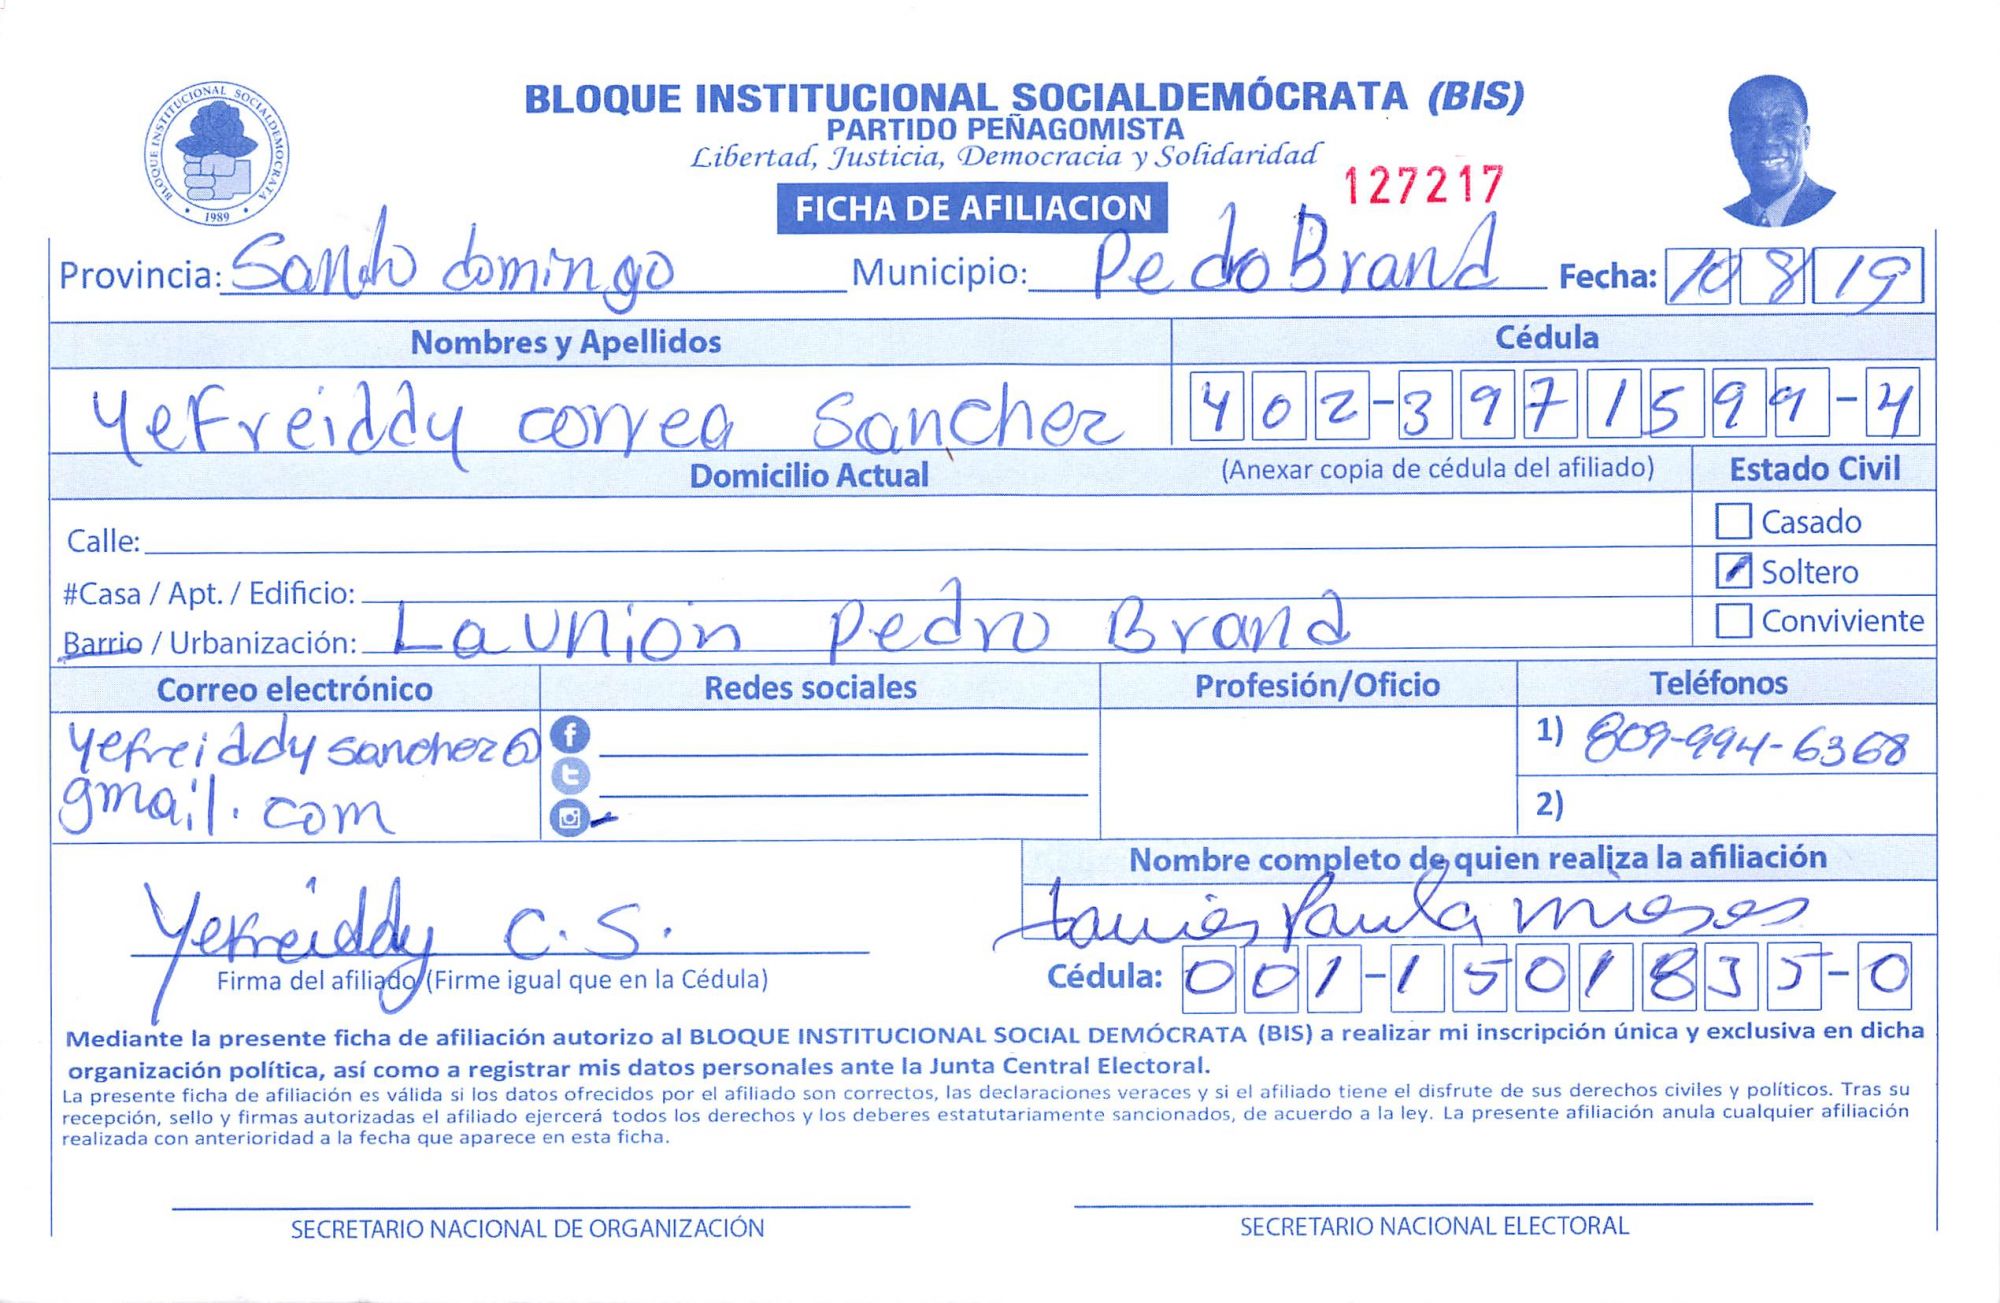 BLOQUE INSTITUCIONAL SOCIALDEMÓCRATA
1989
BLOQUE INSTITUCIONAL SOCIALDEMÓCRATA (BIS)
PARTIDO PEÑAGOMISTA
Libertad, Justicia, Democracia y Solidaridad
127217
FICHA DE AFILIACION
Provincia: Santo domingo Municipio: Pedo Brand Fecha: 10 8 19
Nombres y Apellidos Cédula
Yefreiddy correa Sanchez 402-3971599-4
Domicilio Actual (Anexar copia de cédula del afiliado) Estado Civil
Calle: Casado
#Casa / Apt. / Edificio: Soltero
Barrio / Urbanización: La union Pedro Brand Conviviente
Correo electrónico Redes sociales Profesión/Oficio Teléfonos
yefreiddysanchez@ 1) 809-994-6368
gmail.com 2)
Nombre completo de quien realiza la afiliación
Yefreiddy C.S. Paula mieses
Firma del afiliado (Firme igual que en la Cédula) Cédula: 001-1501835-0
Mediante la presente ficha de afiliación autorizo al BLOQUE INSTITUCIONAL SOCIAL DEMÓCRATA (BIS) a realizar mi inscripción única y exclusiva en dicha
organización política, así como a registrar mis datos personales ante la Junta Central Electoral.
La presente ficha de afiliación es válida si los datos ofrecidos por el afiliado son correctos, las declaraciones veraces y si el afiliado tiene el disfrute de sus derechos civiles y políticos. Tras su
recepción, sello y firmas autorizadas el afiliado ejercerá todos los derechos y los deberes estatutariamente sancionados, de acuerdo a la ley. La presente afiliación anula cualquier afiliación
realizada con anterioridad a la fecha que aparece en esta ficha.
SECRETARIO NACIONAL DE ORGANIZACIÓN SECRETARIO NACIONAL ELECTORAL